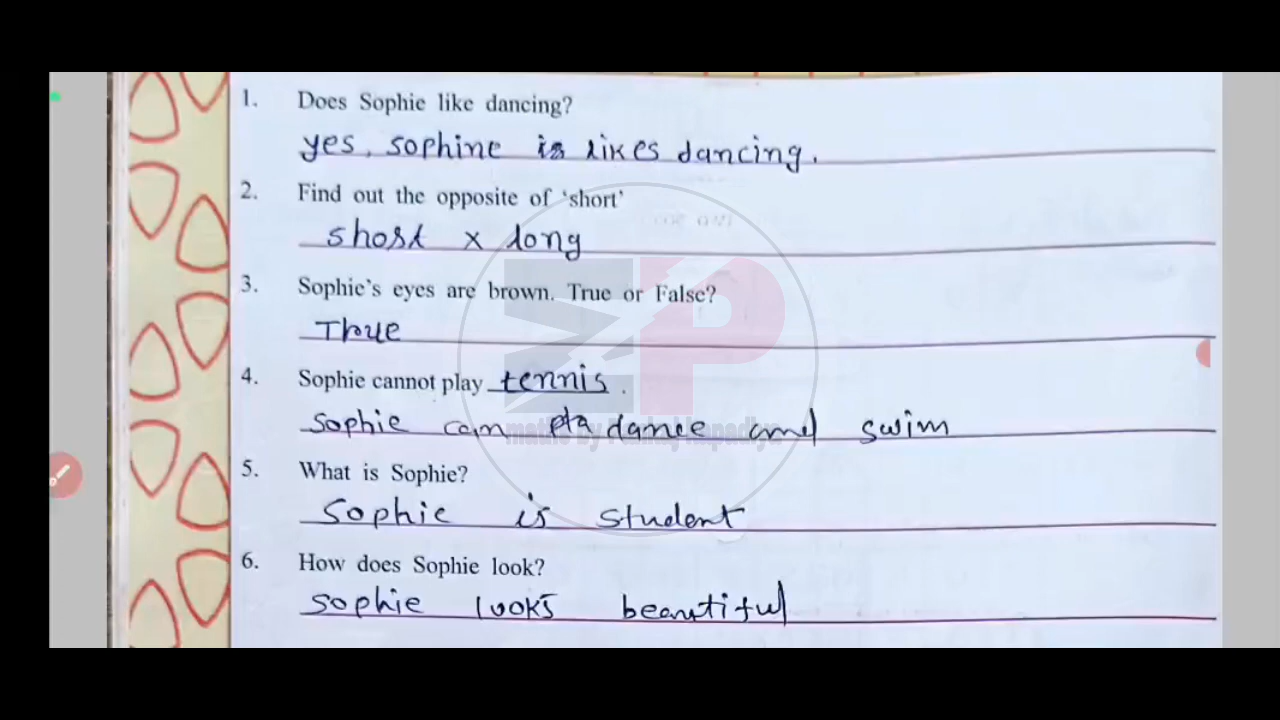 1. Does Sophie like dancing?
yes, sophine is likes dancing.
2. Find out the opposite of 'short'
short x long
3. Sophie's eyes are brown. True or False?
True
4. Sophie cannot play tennis.
Sophie can pla dance and swim
5. What is Sophie?
Sophie is student
6. How does Sophie look?
Sophie looks beautiful